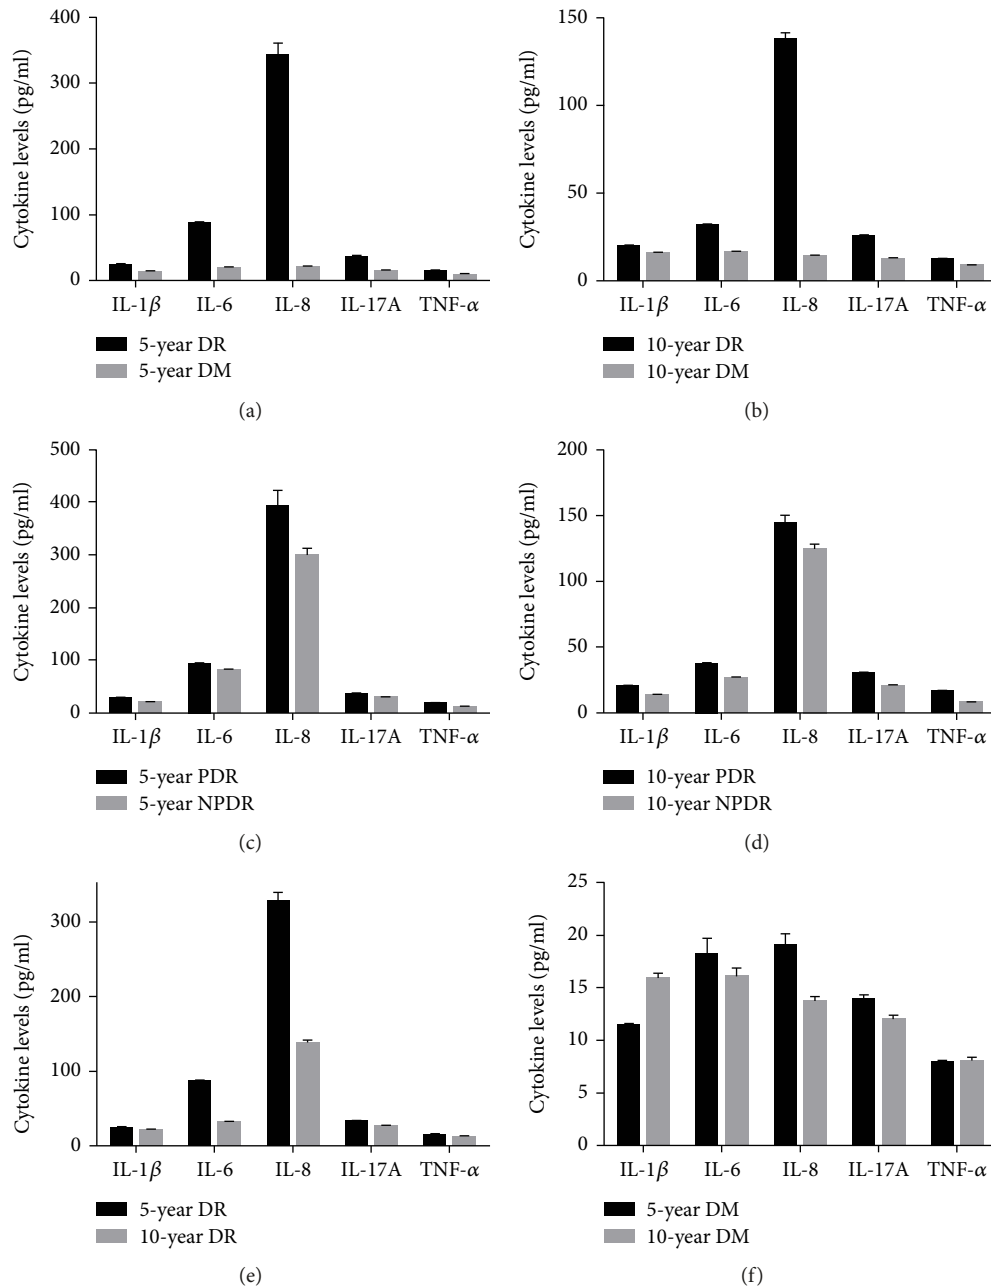 Cytokine levels (pg/ml)
400
300
200
100
0
IL-1β IL-6 IL-8 IL-17A TNF-α
5-year DR
5-year DM
(a)
Cytokine levels (pg/ml)
150
100
50
0
IL-1β IL-6 IL-8 IL-17A TNF-α
10-year DR
10-year DM
(b)
Cytokine levels (pg/ml)
500
400
300
200
100
0
IL-1β IL-6 IL-8 IL-17A TNF-α
5-year PDR
5-year NPDR
(c)
Cytokine levels (pg/ml)
200
150
100
50
0
IL-1β IL-6 IL-8 IL-17A TNF-α
10-year PDR
10-year NPDR
(d)
Cytokine levels (pg/ml)
300
200
100
0
IL-1β IL-6 IL-8 IL-17A TNF-α
5-year DR
10-year DR
(e)
Cytokine levels (pg/ml)
25
20
15
10
5
0
IL-1β IL-6 IL-8 IL-17A TNF-α
5-year DM
10-year DM
(f)